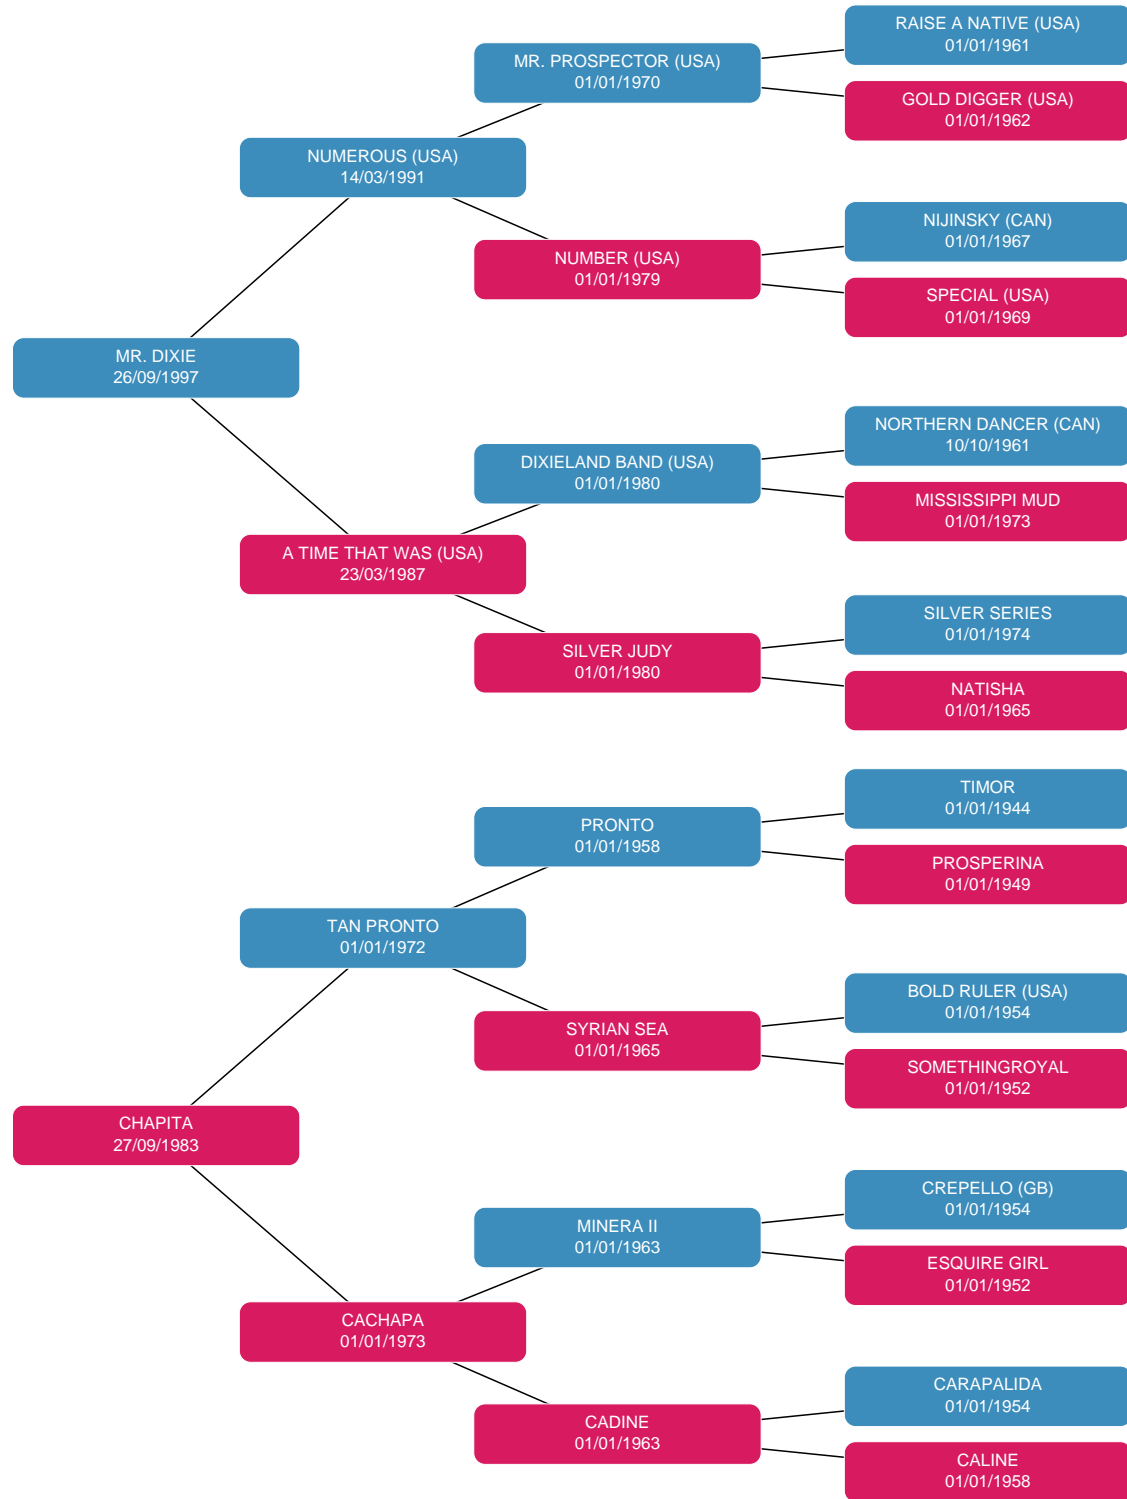 RAISE A NATIVE (USA)
01/01/1961
MR. PROSPECTOR (USA)
01/01/1970
GOLD DIGGER (USA)
01/01/1962
NUMEROUS (USA)
14/03/1991
NIJINSKY (CAN)
01/01/1967
NUMBER (USA)
01/01/1979
SPECIAL (USA)
01/01/1969
MR. DIXIE
26/09/1997
NORTHERN DANCER (CAN)
10/10/1961
DIXIELAND BAND (USA)
01/01/1980
MISSISSIPPI MUD
01/01/1973
A TIME THAT WAS (USA)
23/03/1987
SILVER SERIES
01/01/1974
SILVER JUDY
01/01/1980
NATISHA
01/01/1965
TIMOR
01/01/1944
PRONTO
01/01/1958
PROSPERINA
01/01/1949
TAN PRONTO
01/01/1972
BOLD RULER (USA)
01/01/1954
SYRIAN SEA
01/01/1965
SOMETHINGROYAL
01/01/1952
CHAPITA
27/09/1983
CREPELLO (GB)
01/01/1954
MINERA II
01/01/1963
ESQUIRE GIRL
01/01/1952
CACHAPA
01/01/1973
CARAPALIDA
01/01/1954
CADINE
01/01/1963
CALINE
01/01/1958